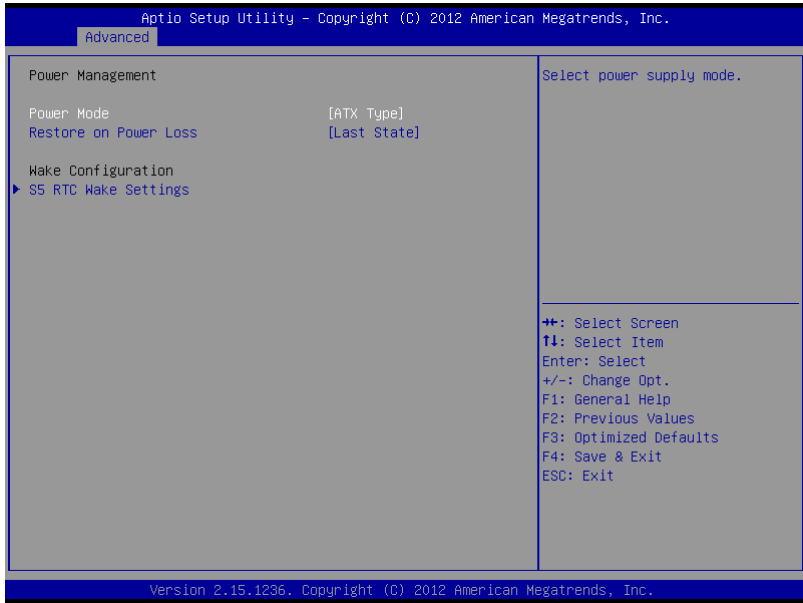 Aptio Setup Utility – Copyright (C) 2012 American Megatrends, Inc.
Advanced
Power Management
Power Mode [ATX Type]
Restore on Power Loss [Last State]
Wake Configuration
S5 RTC Wake Settings
Select power supply mode.
→←: Select Screen
↑↓: Select Item
Enter: Select
+/-: Change Opt.
F1: General Help
F2: Previous Values
F3: Optimized Defaults
F4: Save & Exit
ESC: Exit
Version 2.15.1236. Copyright (C) 2012 American Megatrends, Inc.